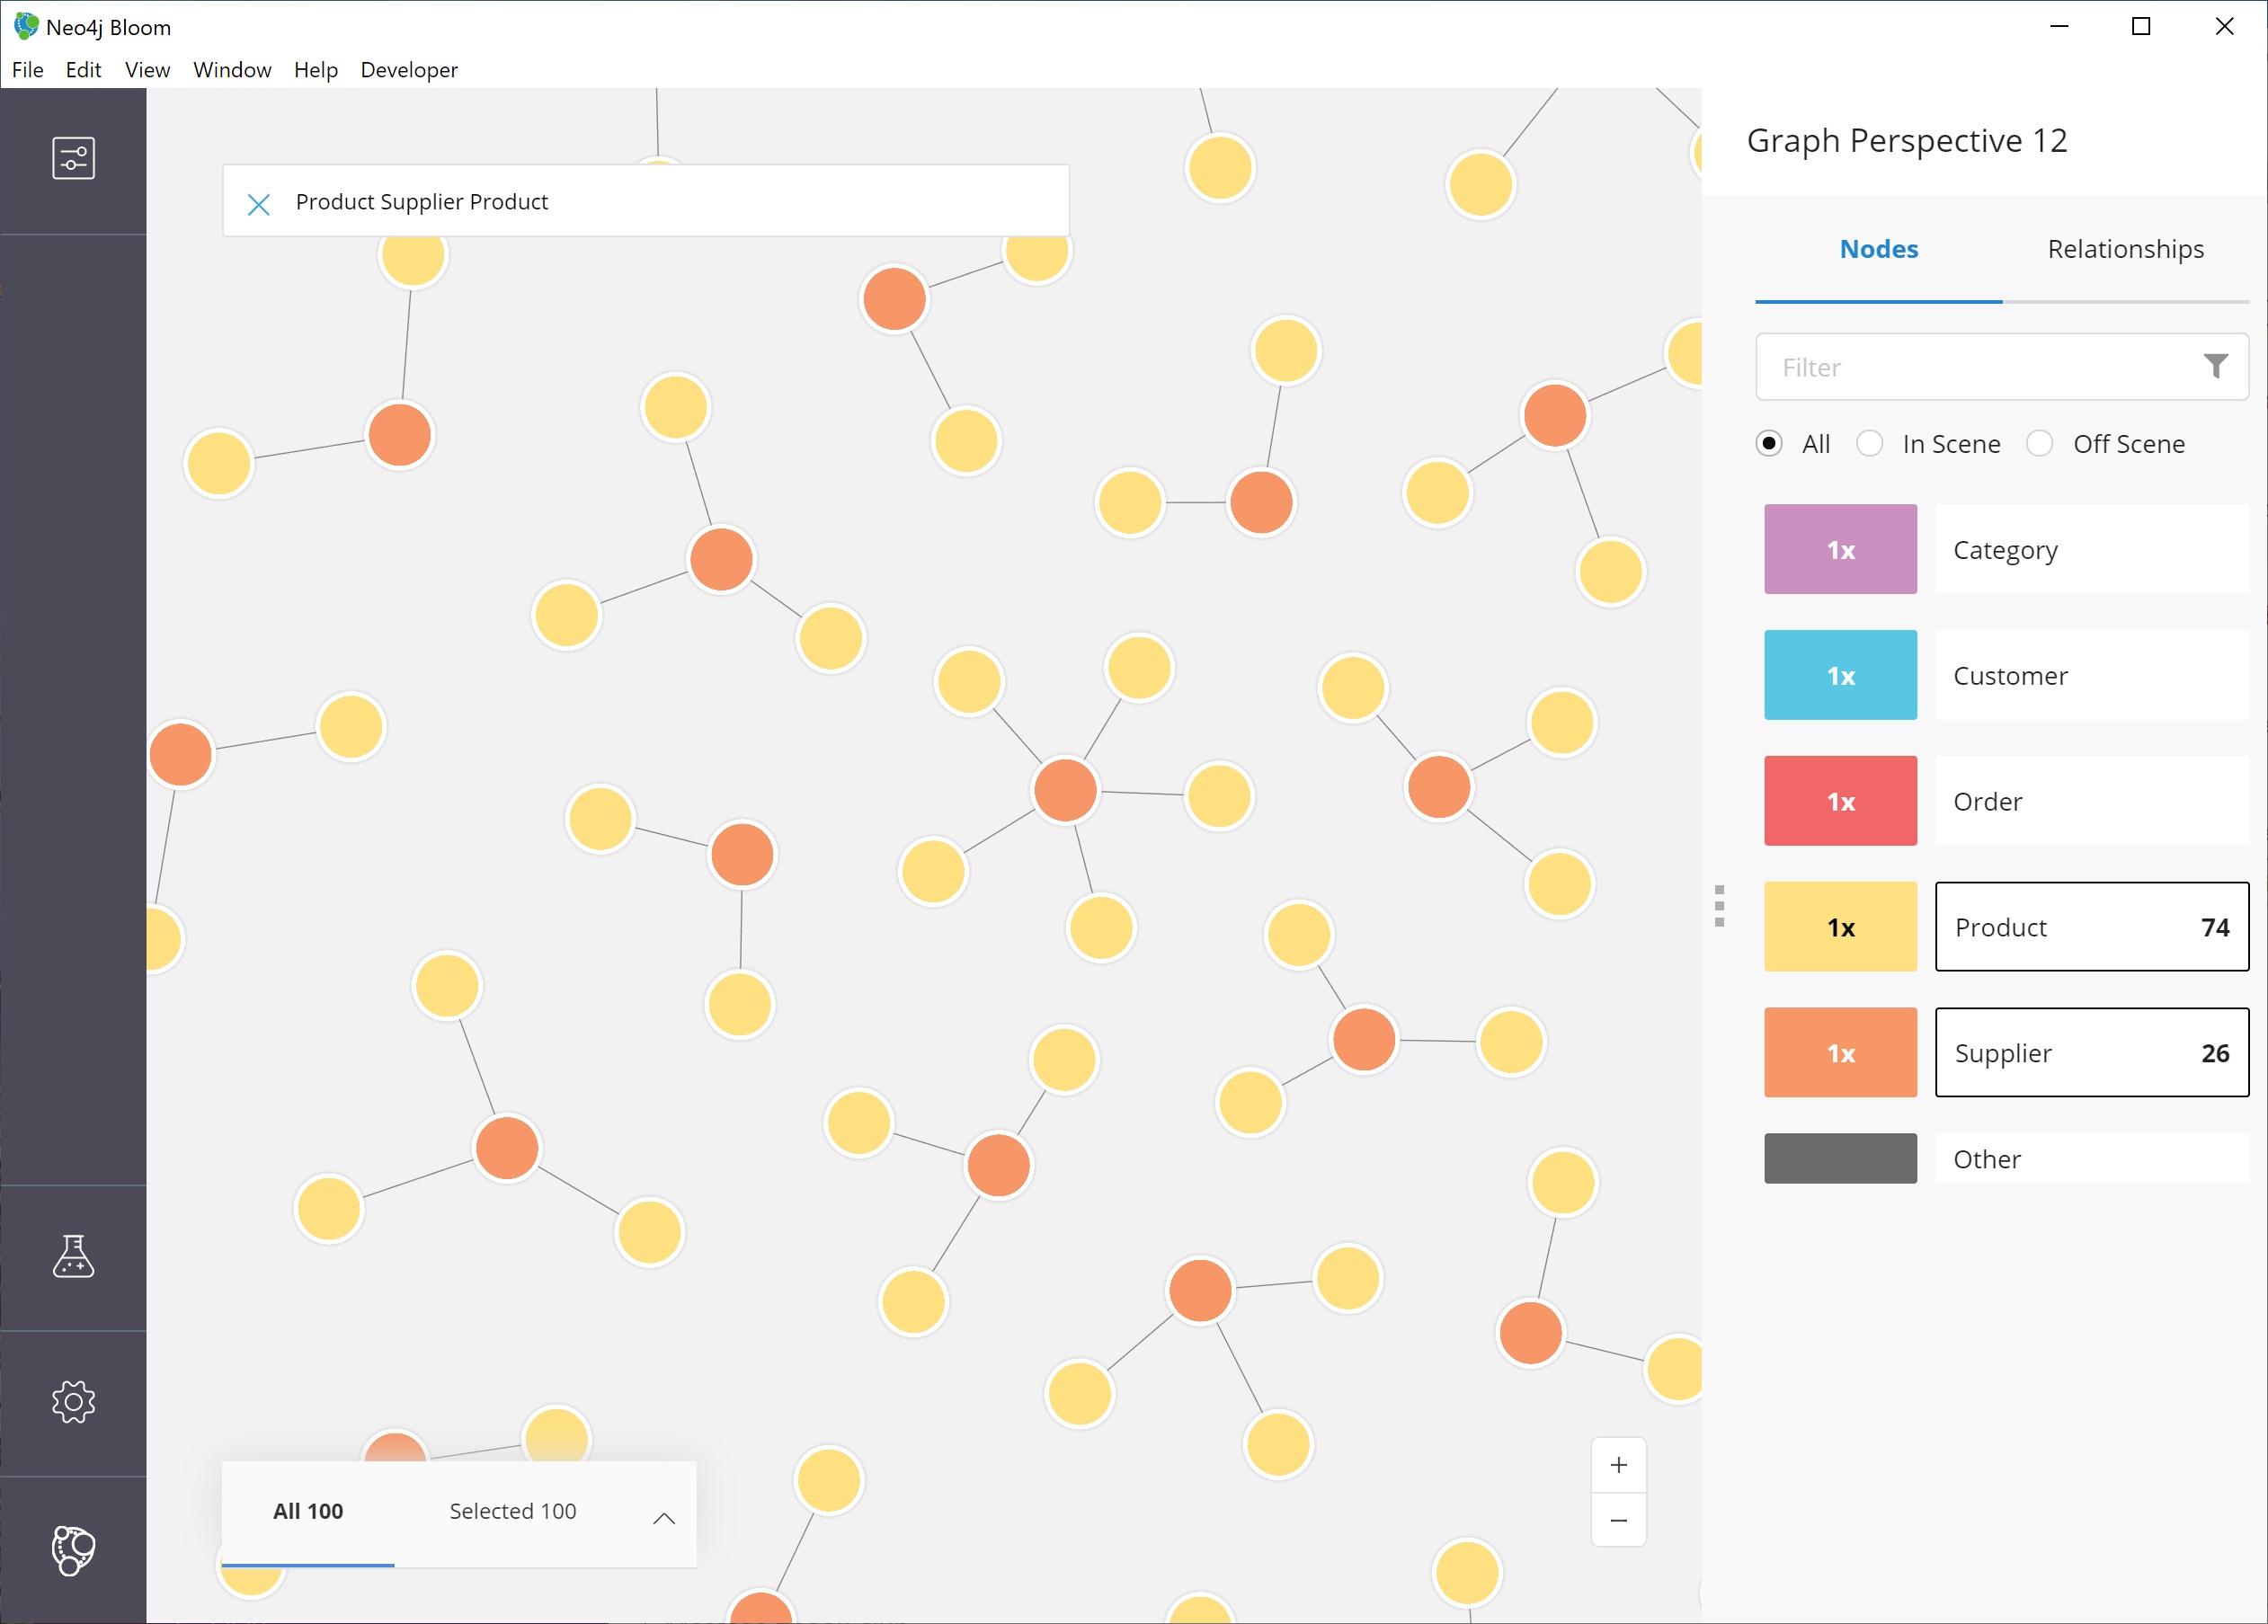 Neo4j Bloom
File Edit View Window Help Developer
Product Supplier Product
Graph Perspective 12
Nodes Relationships
Filter
All In Scene Off Scene
1x Category
1x Customer
1x Order
1x Product 74
1x Supplier 26
Other
All 100 Selected 100